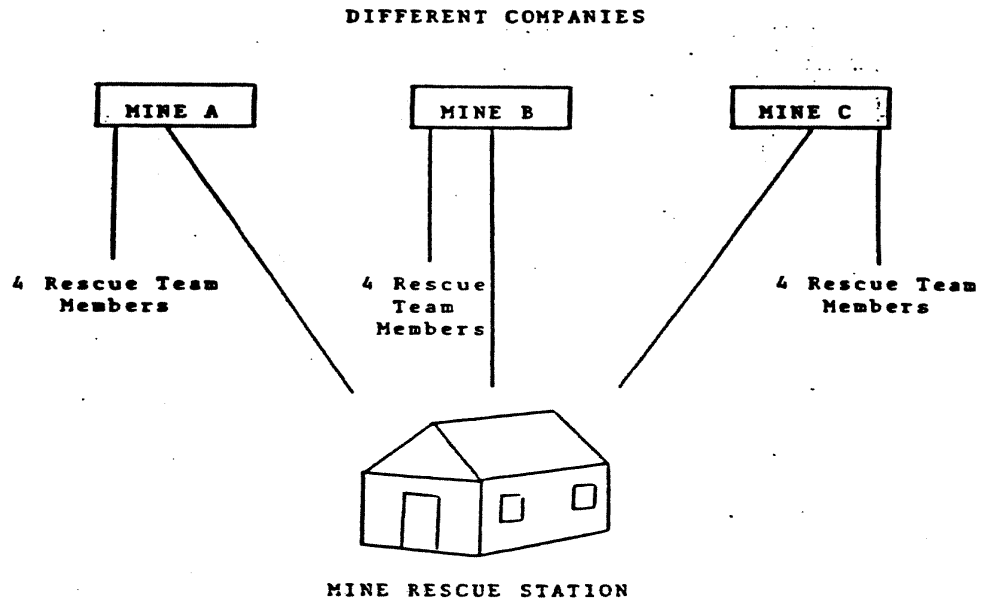 DIFFERENT COMPANIES
MINE A
MINE B
MINE C
4 Rescue Team
Members
4 Rescue
Team
Members
4 Rescue Team
Members
MINE RESCUE STATION